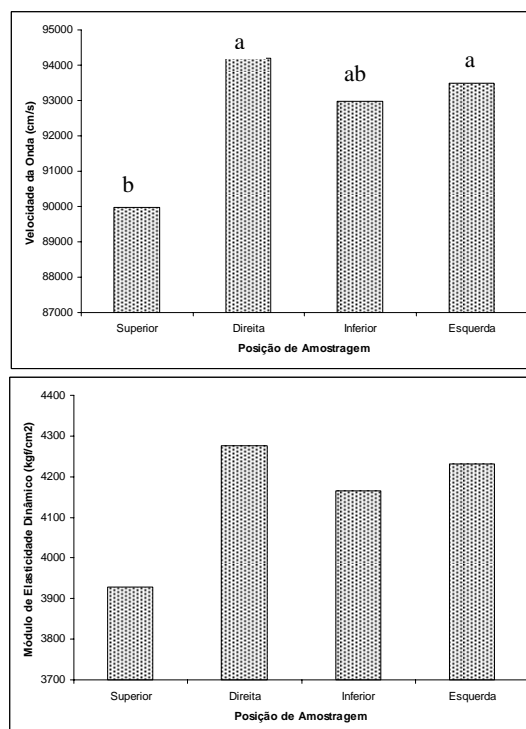 95000
94000
93000
92000
91000
90000
89000
88000
87000
Velocidade da Onda (cm/s)
b
a
ab
a
Superior Direita Inferior Esquerda
Posição de Amostragem
4400
4300
4200
4100
4000
3900
3800
3700
Módulo de Elasticidade Dinâmico (kgf/cm2)
Superior Direita Inferior Esquerda
Posição de Amostragem